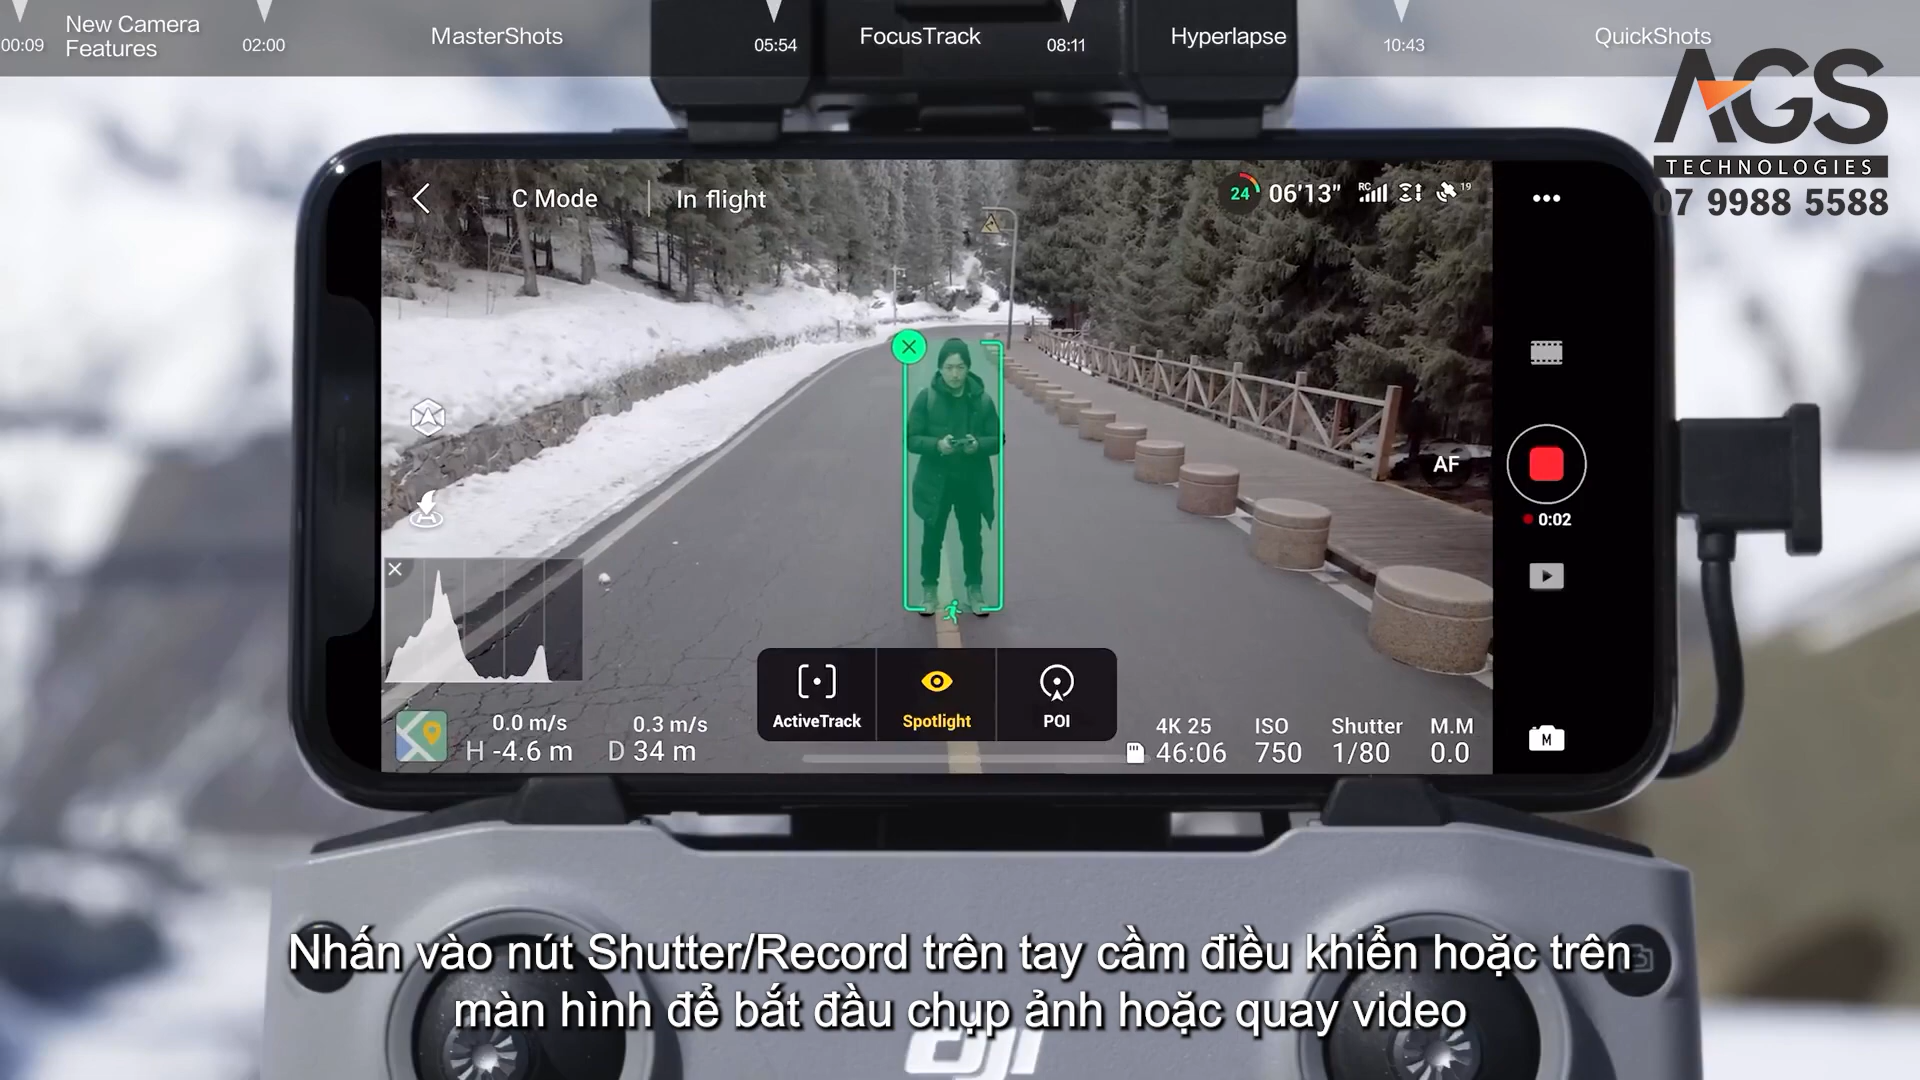 New Camera
Features
00:09
02:00
MasterShots
05:54
FocusTrack
08:11
Hyperlapse
10:43
QuickShots
AGS
TECHNOLOGIES
07 9988 5588
C Mode
In flight
24
06'13"
RC
19
AF
0:02
ActiveTrack
Spotlight
POI
0.0 m/s
0.3 m/s
H -4.6 m
D 34 m
4K 25
46:06
ISO
750
Shutter
1/80
M.M
0.0
M
Nhấn vào nút Shutter/Record trên tay cầm điều khiển hoặc trên
màn hình để bắt đầu chụp ảnh hoặc quay video
dji